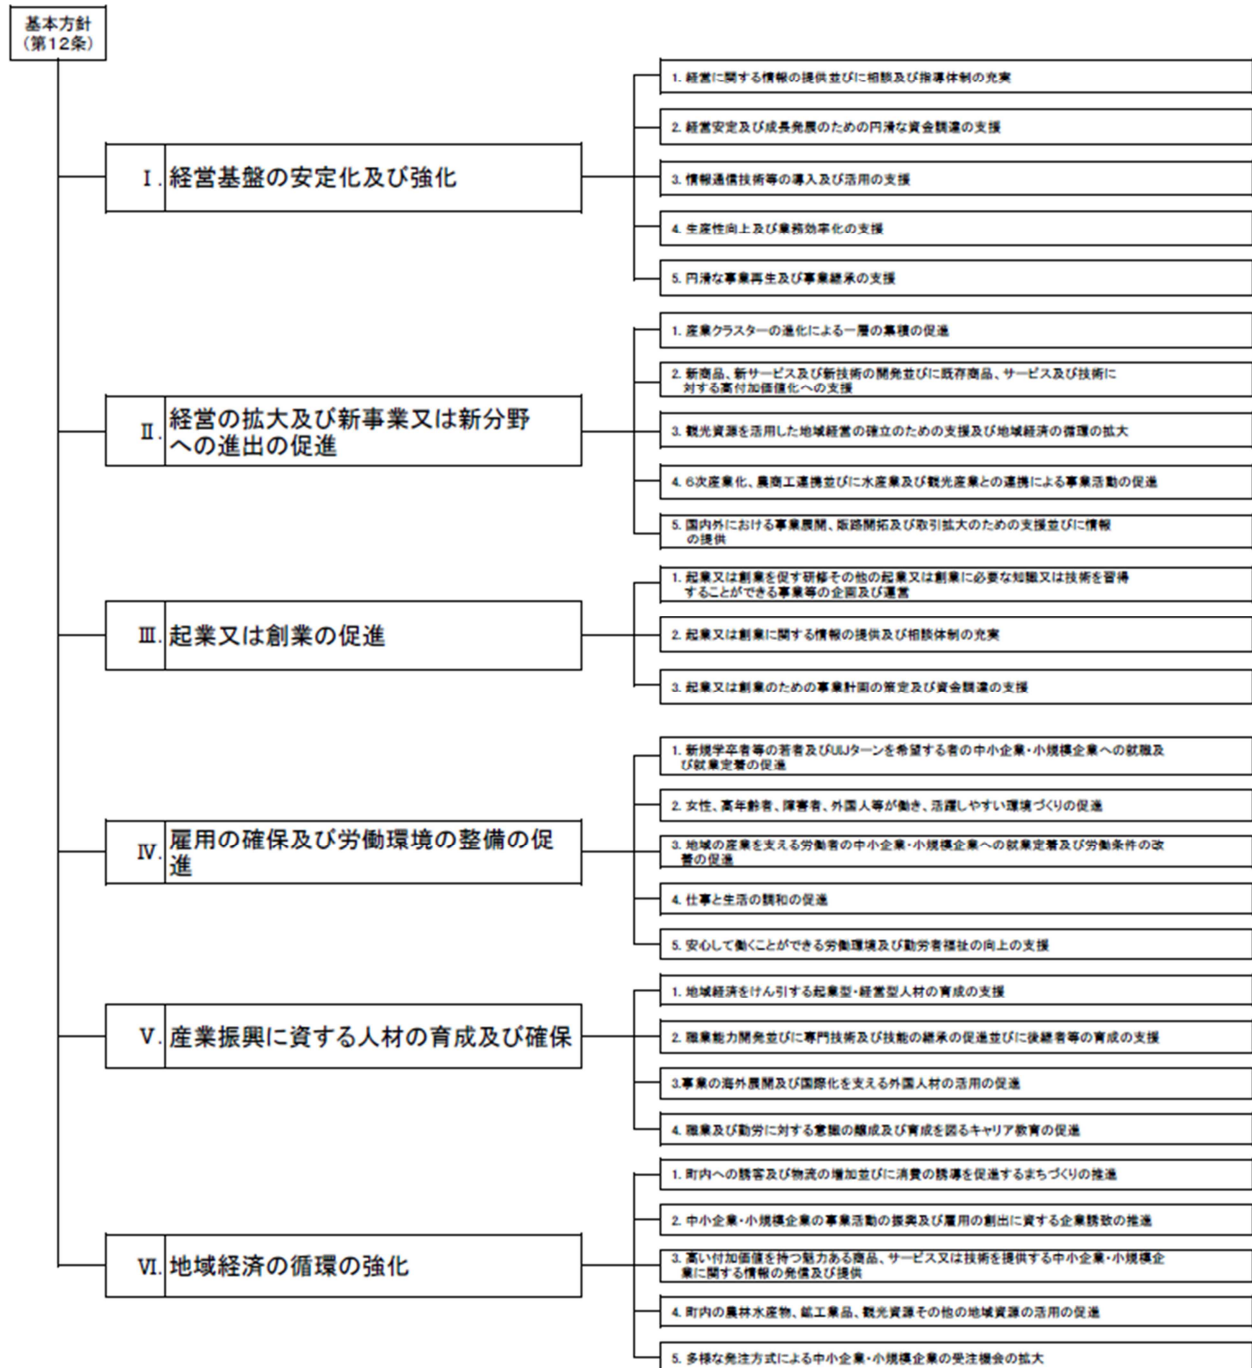 基本方針
(第12条)
Ⅰ. 経営基盤の安定化及び強化
1. 経営に関する情報の提供並びに相談及び指導体制の充実
2. 経営安定及び成長発展のための円滑な資金調達の支援
3. 情報通信技術等の導入及び活用の支援
4. 生産性向上及び業務効率化の支援
5. 円滑な事業再生及び事業継承の支援
Ⅱ. 経営の拡大及び新事業又は新分野
への進出の促進
1. 産業クラスターの進化による一層の集積の促進
2. 新商品、新サービス及び新技術の開発並びに既存商品、サービス及び技術に
対する高付加価値化への支援
3. 観光資源を活用した地域経営の確立のための支援及び地域経済の循環の拡大
4. 6次産業化、農商工連携並びに水産業及び観光産業との連携による事業活動の促進
5. 国内外における事業展開、販路開拓及び取引拡大のための支援並びに情報
の提供
Ⅲ. 起業又は創業の促進
1. 起業又は創業を促す研修その他の起業又は創業に必要な知識又は技術を習得
することができる事業等の企画及び運営
2. 起業又は創業に関する情報の提供及び相談体制の充実
3. 起業又は創業のための事業計画の策定及び資金調達の支援
Ⅳ. 雇用の確保及び労働環境の整備の促
進
1. 新規学卒者等の若者及びUIJターンを希望する者の中小企業・小規模企業への就職及
び就業定着の促進
2. 女性、高年齢者、障害者、外国人等が働き、活躍しやすい環境づくりの促進
3. 地域の産業を支える労働者の中小企業・小規模企業への就業定着及び労働条件の改
善の促進
4. 仕事と生活の調和の促進
5. 安心して働くことができる労働環境及び勤労者福祉の向上の支援
Ⅴ. 産業振興に資する人材の育成及び確保
1. 地域経済をけん引する起業型・経営型人材の育成の支援
2. 職業能力開発並びに専門技術及び技能の継承の促進並びに後継者等の育成の支援
3.事業の海外展開及び国際化を支える外国人材の活用の促進
4. 職業及び勤労に対する意識の醸成及び育成を図るキャリア教育の促進
Ⅵ. 地域経済の循環の強化
1. 町内への誘客及び物流の増加並びに消費の誘導を促進するまちづくりの推進
2. 中小企業・小規模企業の事業活動の振興及び雇用の創出に資する企業誘致の推進
3. 高い付加価値を持つ魅力ある商品、サービス又は技術を提供する中小企業・小規模企
業に関する情報の発信及び提供
4. 町内の農林水産物、鉱工業品、観光資源その他の地域資源の活用の促進
5. 多様な発注方式による中小企業・小規模企業の受注機会の拡大